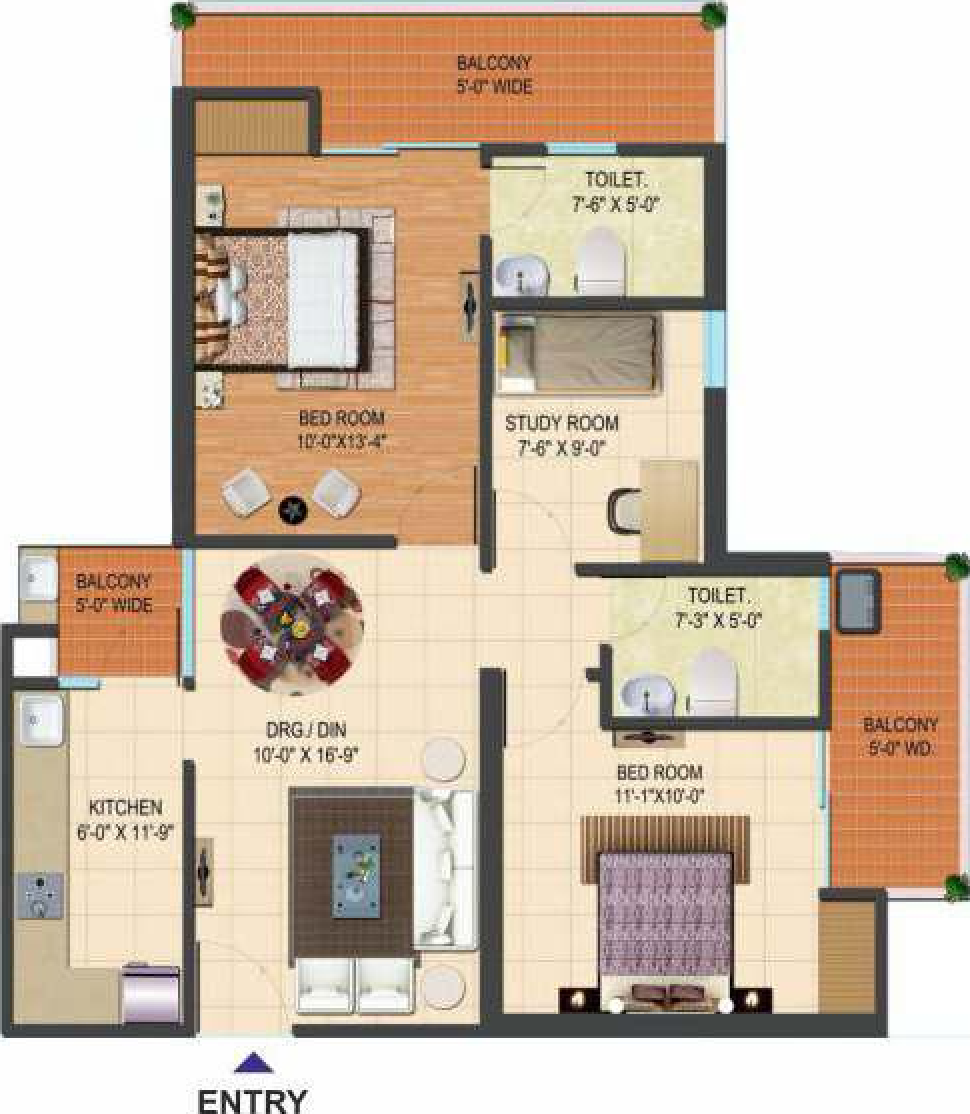 BALCONY
5'-0" WIDE
TOILET.
7'-6" X 5'-0"
BED ROOM
10'-0"X13'-4"
STUDY ROOM
7'-6" X 9'-0"
BALCONY
5'-0" WIDE
TOILET.
7'-3" X 5'-0"
DRG./ DIN
10'-0" X 16'-9"
BALCONY
5'-0" WD.
BED ROOM
11'-1"X10'-0"
KITCHEN
6'-0" X 11'-9"
ENTRY